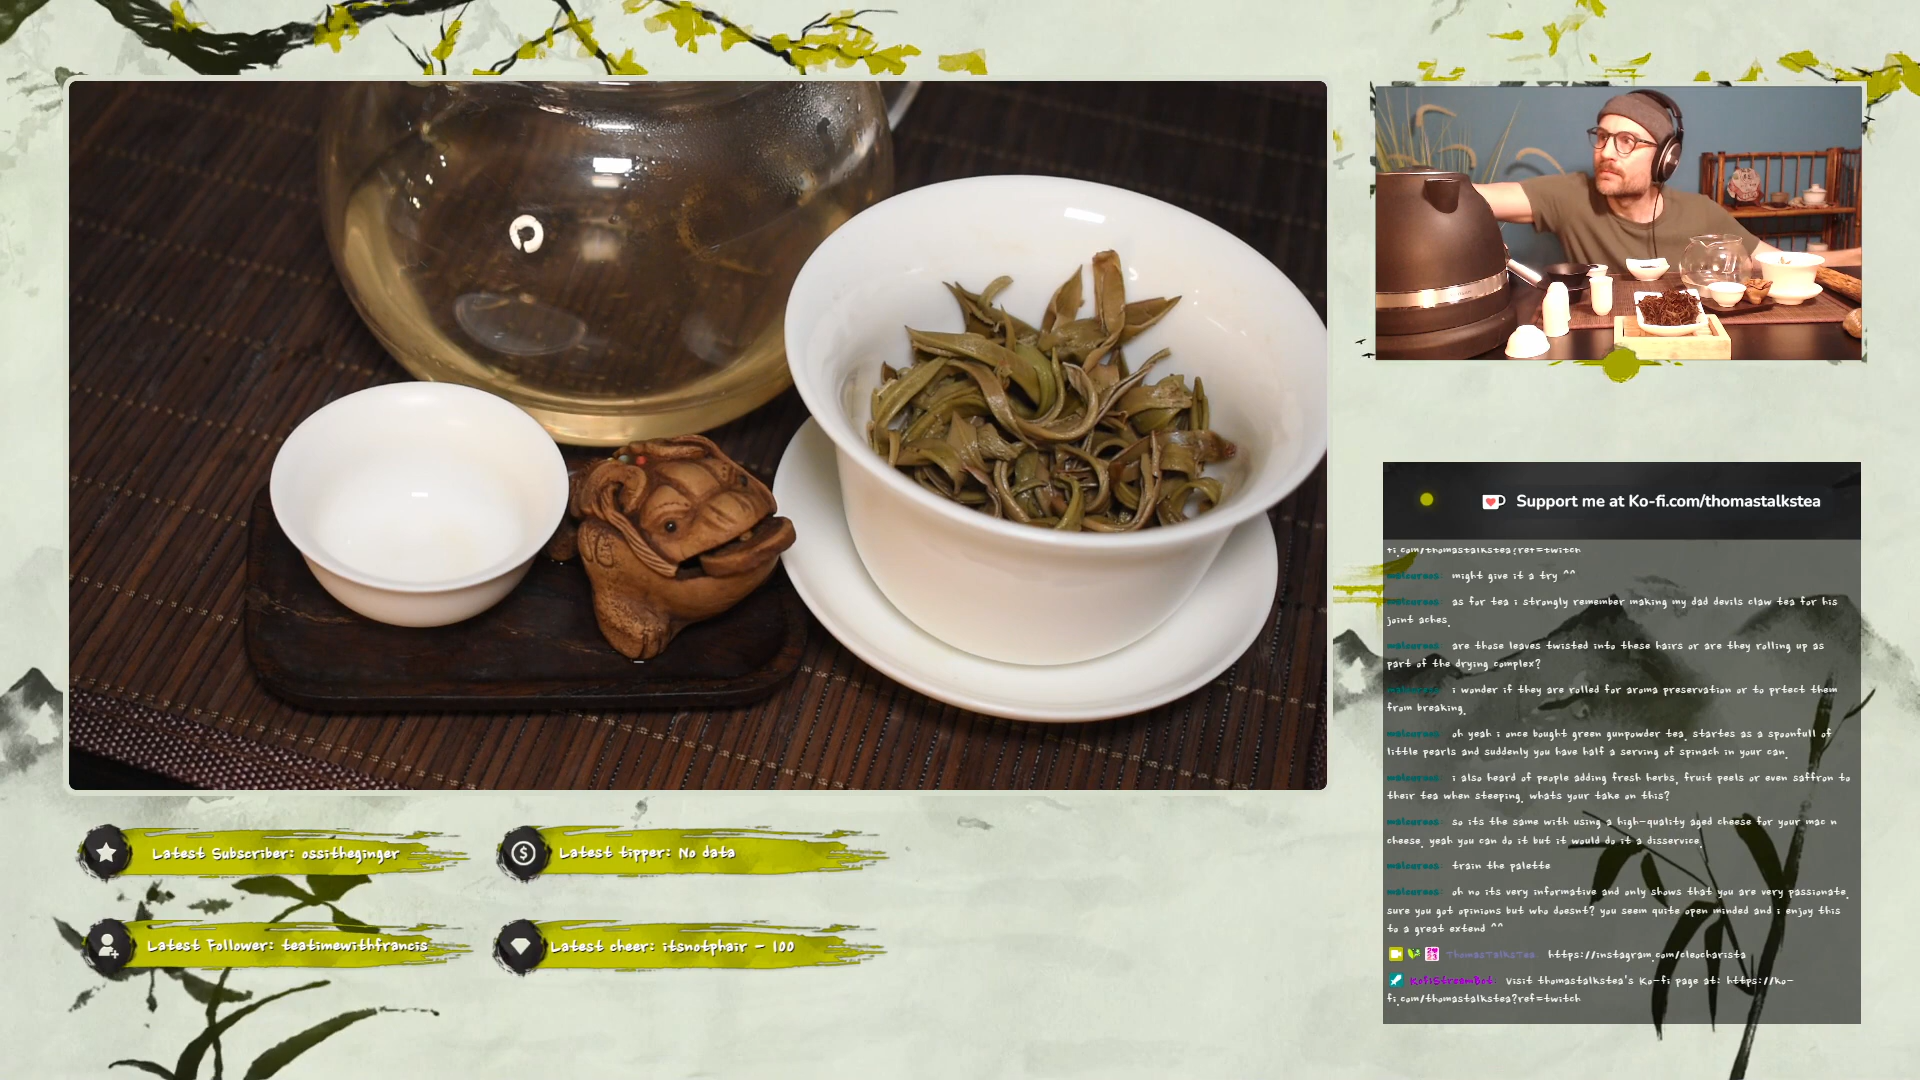 Support me at Ko-fi.com/thomastalkstea
fi.com/thomastalkstea?ref=twitch
might give it a try ^^
as for tea i strongly remember making my dad devils claw tea for his
joint aches.
are those leaves twisted into these hairs or are they rolling up as
part of the drying complex?
i wonder if they are rolled for aroma preservation or to prtect them
from breaking.
oh yeah i once bought green gunpowder tea. startes as a spoonfull of
little pearls and suddenly you have half a serving of spinach in your can.
i also heard of people adding fresh herbs, fruit peels or even saffron to
their tea when steeping. whats your take on this?
so its the same with using a high-quality aged cheese for your mac n
cheese. yeah you can do it but it would do it a disservice.
train the palette
oh no its very informative and only shows that you are very passionate.
sure you got opinions but who doesnt? you seem quite open minded and i enjoy this
to a great extend ^^
ThomasTalksTea: https://instagram.com/cleocharista
KofiStreamBot: Visit thomastalkstea's Ko-fi page at: https://ko-
fi.com/thomastalkstea?ref=twitch
Latest Subscriber: ossitheginger
Latest tipper: No data
Latest Follower: teatimewithfrancis
Latest cheer: itsnotphair - 100